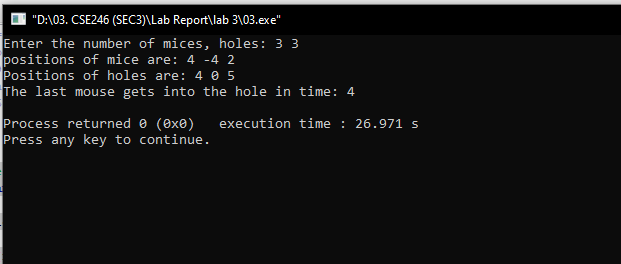 "D:\03. CSE246 (SEC3)\Lab Report\lab 3\03.exe"
Enter the number of mices, holes: 3 3
positions of mice are: 4 -4 2
Positions of holes are: 4 0 5
The last mouse gets into the hole in time: 4
Process returned 0 (0x0)   execution time : 26.971 s
Press any key to continue.